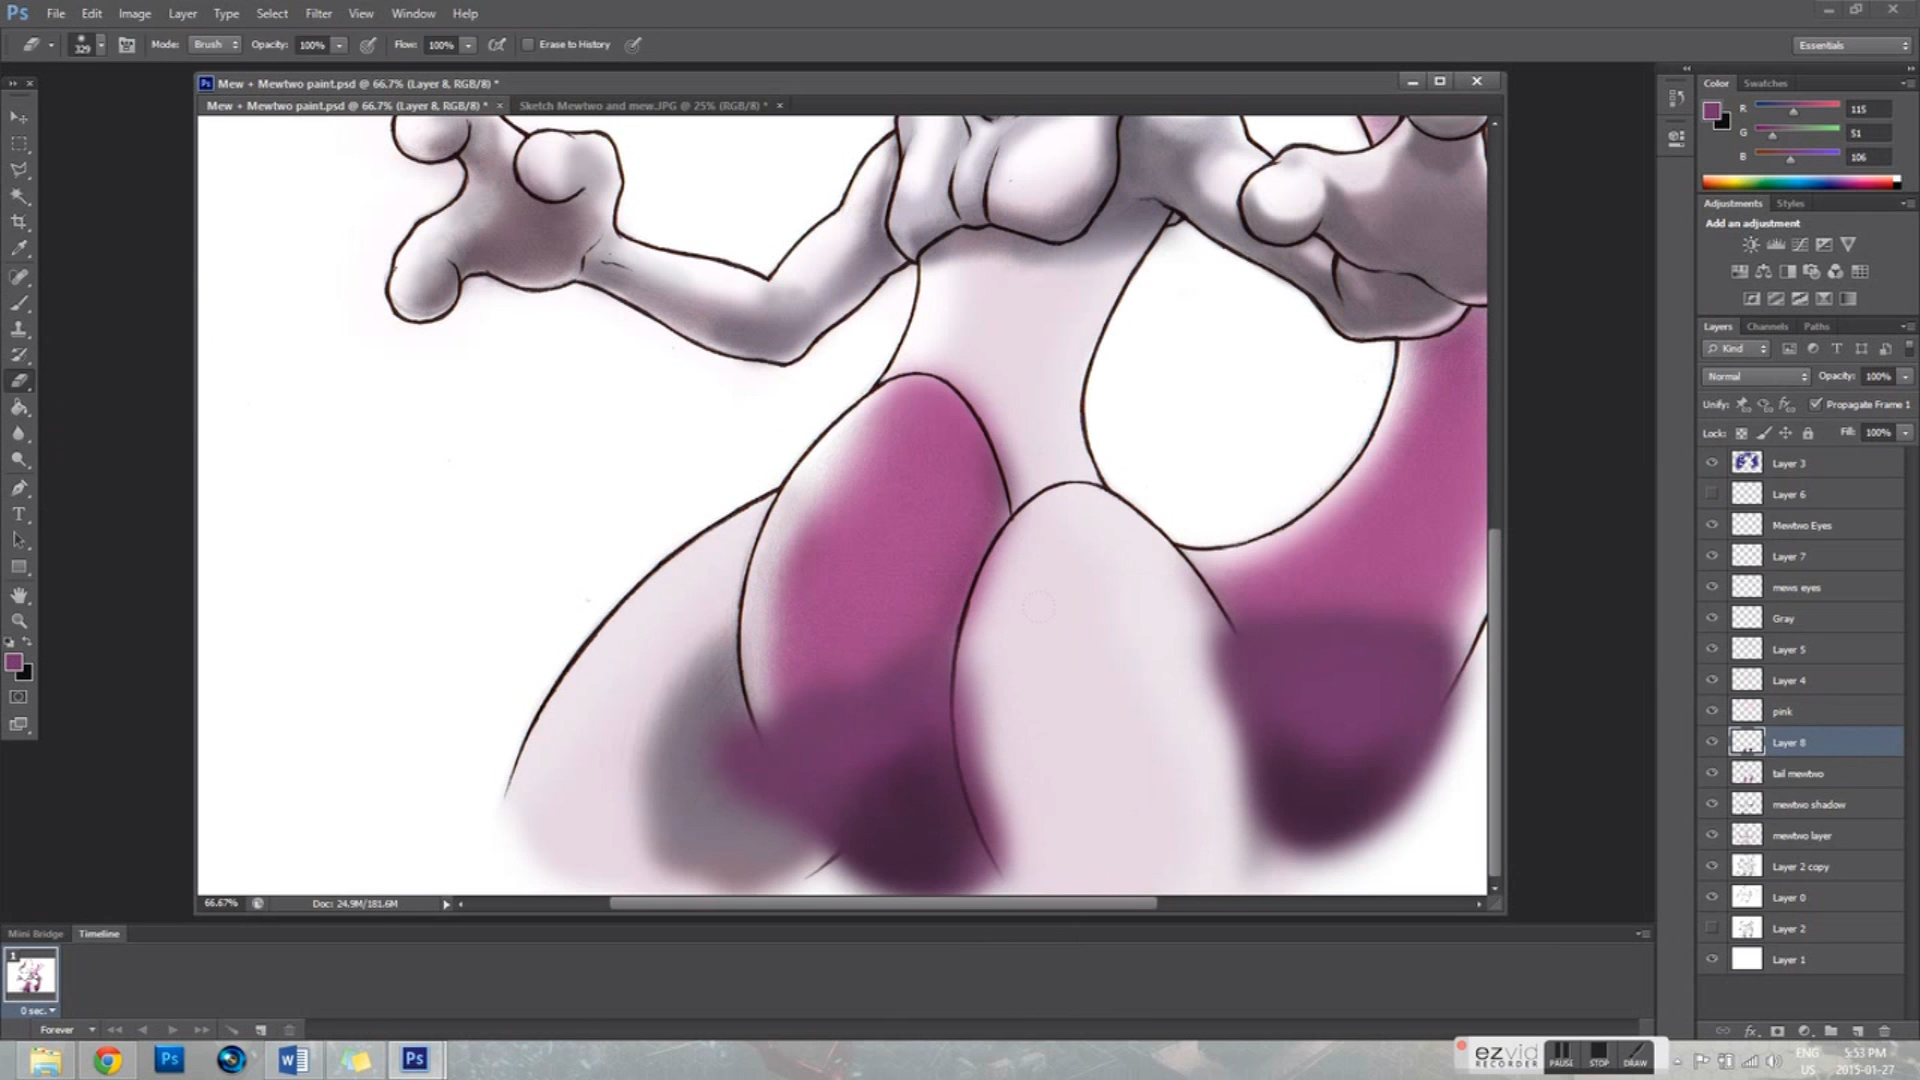 Ps File Edit Image Layer Type Select Filter View Window Help
329 Mode: Brush Opacity: 100% Flow: 100% Erase to History Essentials
Mew + Mewtwo paint.psd @ 66.7% (Layer 8, RGB/8) *
Mew + Mewtwo paint.psd @ 66.7% (Layer 8, RGB/8) * × Sketch Mewtwo and mew.JPG @ 25% (RGB/8) * ×
Color Swatches
R 115
G 51
B 106
Adjustments Styles
Add an adjustment
Layers Channels Paths
Kind
Normal Opacity: 100%
Unify: Propagate Frame 1
Lock: Fill: 100%
Layer 3
Layer 6
Mewtwo Eyes
Layer 7
mews eyes
Gray
Layer 5
Layer 4
pink
Layer 8
tail mewtwo
mewtwo shadow
mewtwo layer
Layer 2 copy
Layer 0
Layer 2
Layer 1
66.67% Doc: 24.9M/181.6M
Mini Bridge Timeline
1
0 sec.
Forever
Ps W Ps
ezvid
RECORDER
PAUSE STOP DRAW
ENG
US
5:53 PM
2015-01-27